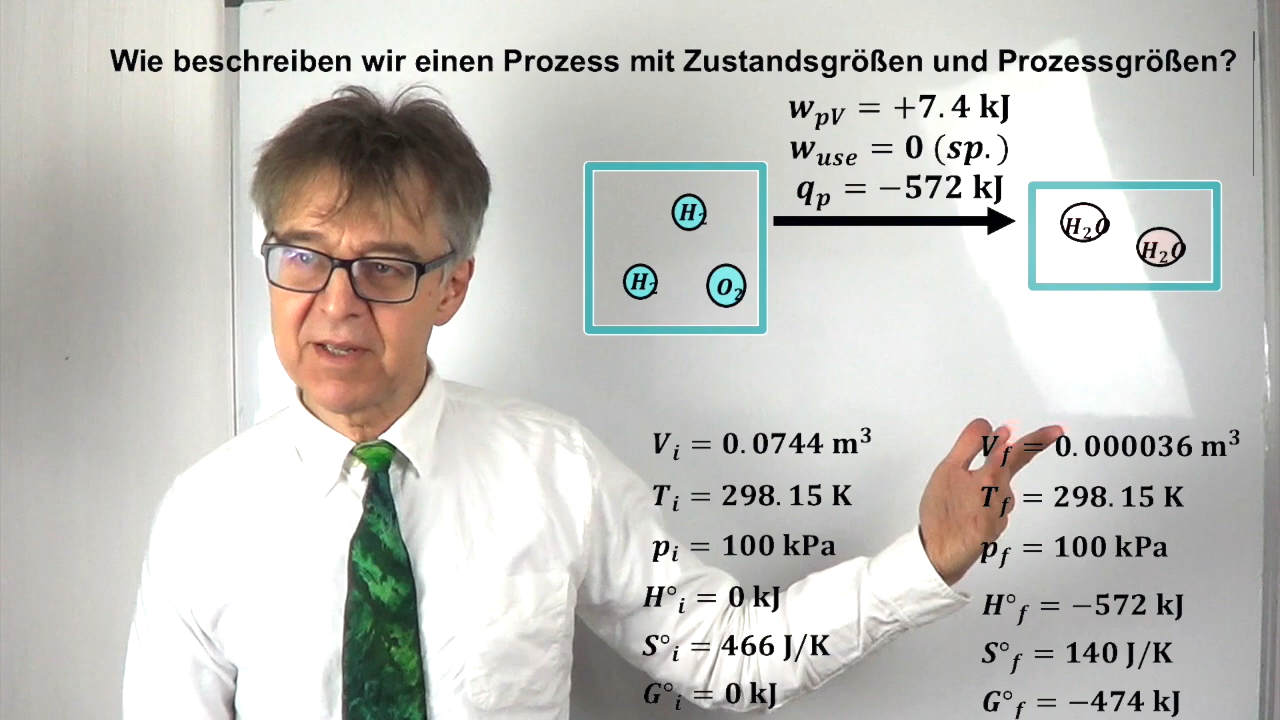 Wie beschreiben wir einen Prozess mit Zustandsgrößen und Prozessgrößen?
w_pV = +7.4 kJ
w_use = 0 (sp.)
q_p = −572 kJ
H₂
H₂ O₂
H₂O
H₂O
V_i = 0.0744 m³
T_i = 298.15 K
p_i = 100 kPa
H°_i = 0 kJ
S°_i = 466 J/K
G°_i = 0 kJ
V_f = 0.000036 m³
T_f = 298.15 K
p_f = 100 kPa
H°_f = −572 kJ
S°_f = 140 J/K
G°_f = −474 kJ